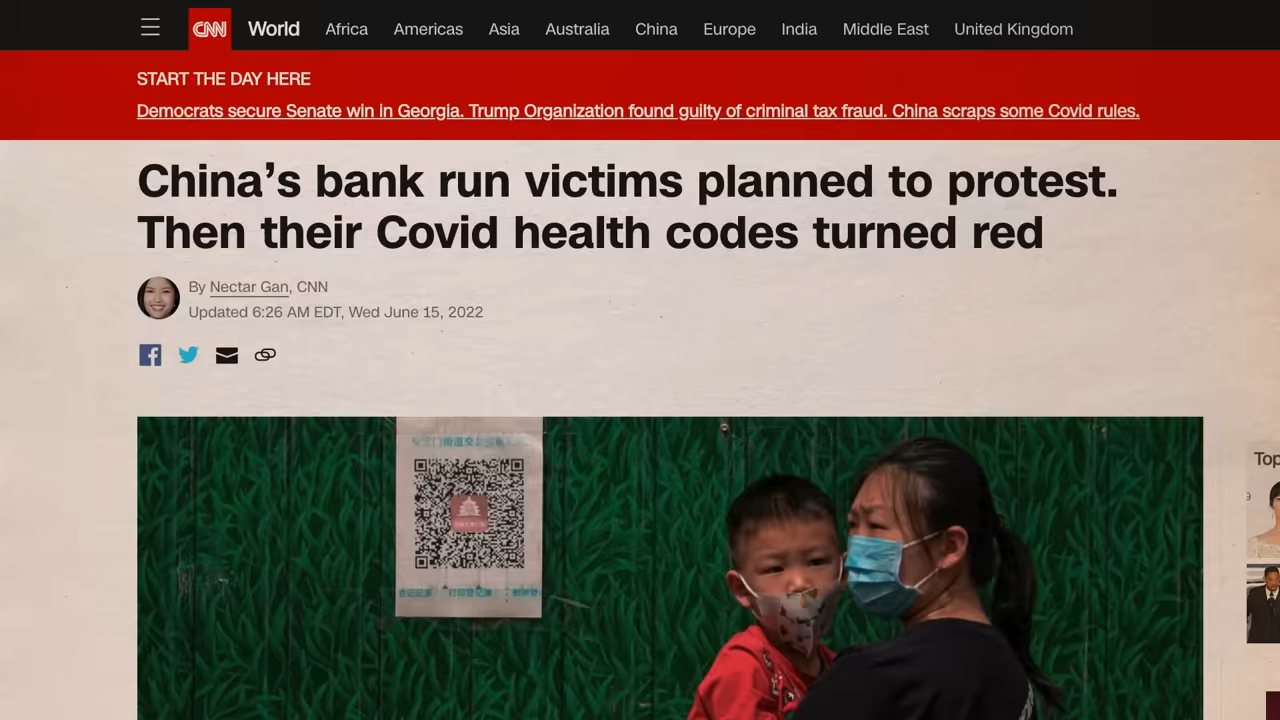 CNN World Africa Americas Asia Australia China Europe India Middle East United Kingdom
START THE DAY HERE
Democrats secure Senate win in Georgia. Trump Organization found guilty of criminal tax fraud. China scraps some Covid rules.
China’s bank run victims planned to protest.
Then their Covid health codes turned red
By Nectar Gan, CNN
Updated 6:26 AM EDT, Wed June 15, 2022
Top